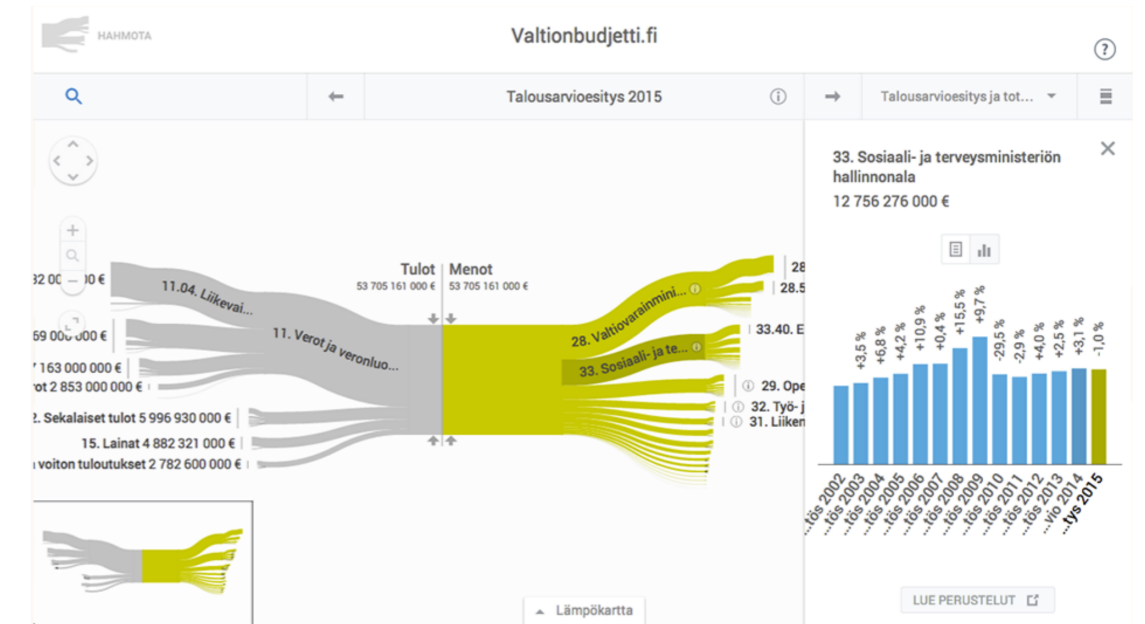 HAHMOTA
Valtionbudjetti.fi
?
Talousarvioesitys 2015
Talousarvioesitys ja tot...
33. Sosiaali- ja terveysministeriön
hallinnonala
12 756 276 000 €
Tulot
Menot
53 705 161 000 €
53 705 161 000 €
11.04. Liikevai...
11. Verot ja veronluo...
7 163 000 000 €
rot 2 853 000 000 €
2. Sekalaiset tulot 5 996 930 000 €
15. Lainat 4 882 321 000 €
voiton tuloutukset 2 782 600 000 €
28. Valtiovarainmini...
33. Sosiaali- ja te...
28
28.5
33.40. E
29. Ope
32. Työ- j
31. Liiken
+3,5 %
+6,8 %
+4,2 %
+10,9 %
+0,4 %
+15,5 %
+9,7 %
-29,5 %
-2,9 %
+4,0 %
+2,5 %
+3,1 %
-1,0 %
...tös 2002
...tös 2003
...tös 2004
...tös 2005
...tös 2006
...tös 2007
...tös 2008
...tös 2009
...tös 2010
...tös 2011
...tös 2012
...tös 2013
...vio 2014
...tys 2015
LUE PERUSTELUT
Lämpökartta